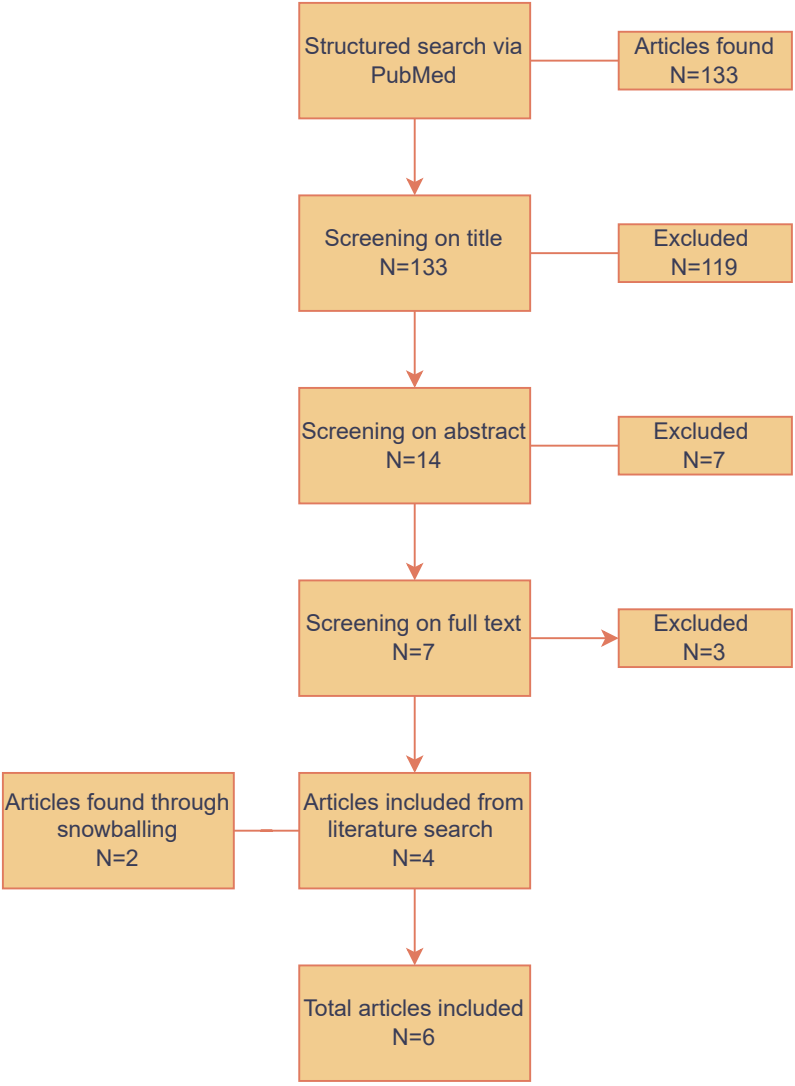 Structured search via
PubMed
Articles found
N=133
Screening on title
N=133
Excluded
N=119
Screening on abstract
N=14
Excluded
N=7
Screening on full text
N=7
Excluded
N=3
Articles found through
snowballing
N=2
Articles included from
literature search
N=4
Total articles included
N=6